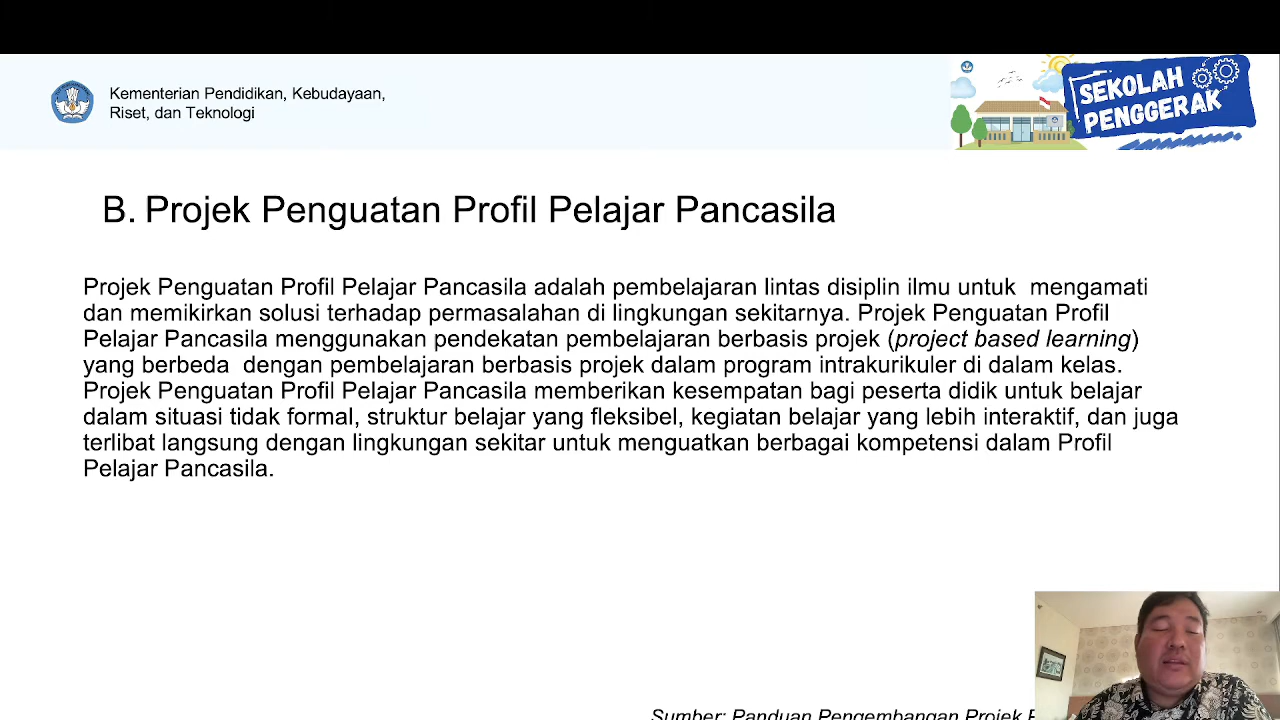 Kementerian Pendidikan, Kebudayaan,
Riset, dan Teknologi
SEKOLAH
PENGGERAK
B. Projek Penguatan Profil Pelajar Pancasila
Projek Penguatan Profil Pelajar Pancasila adalah pembelajaran lintas disiplin ilmu untuk  mengamati
dan memikirkan solusi terhadap permasalahan di lingkungan sekitarnya. Projek Penguatan Profil
Pelajar Pancasila menggunakan pendekatan pembelajaran berbasis projek (project based learning)
yang berbeda  dengan pembelajaran berbasis projek dalam program intrakurikuler di dalam kelas.
Projek Penguatan Profil Pelajar Pancasila memberikan kesempatan bagi peserta didik untuk belajar
dalam situasi tidak formal, struktur belajar yang fleksibel, kegiatan belajar yang lebih interaktif, dan juga
terlibat langsung dengan lingkungan sekitar untuk menguatkan berbagai kompetensi dalam Profil
Pelajar Pancasila.
Sumber: Panduan Pengembangan Projek